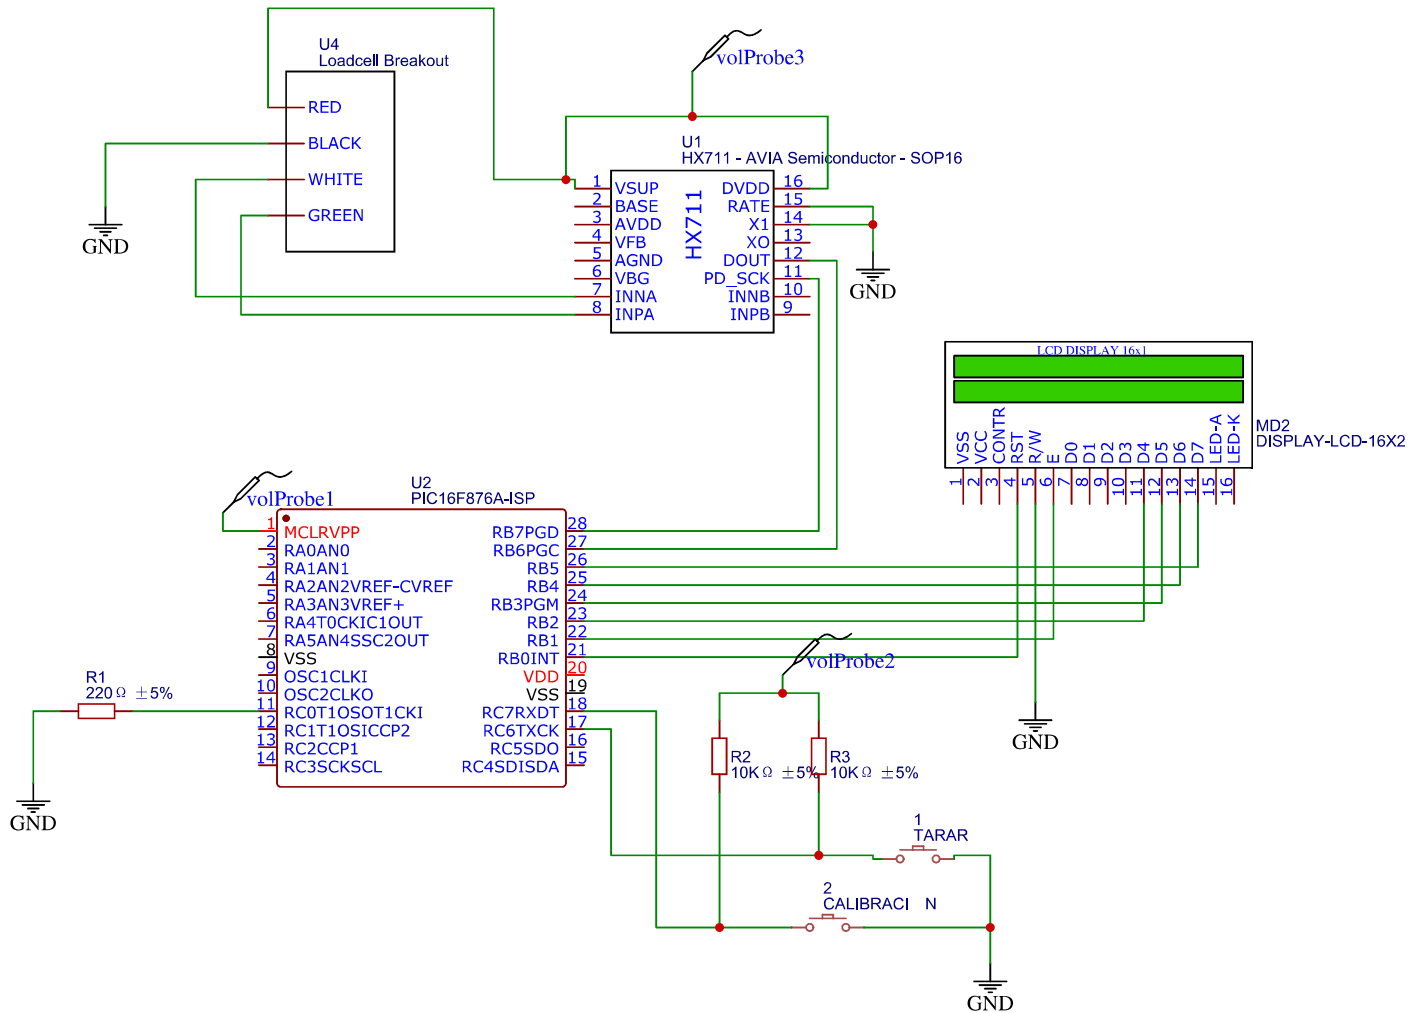 U4
Loadcell Breakout
RED
BLACK
WHITE
GREEN
GND
volProbe3
U1
HX711 - AVIA Semiconductor - SOP16
HX711
1 VSUP
2 BASE
3 AVDD
4 VFB
5 AGND
6 VBG
7 INNA
8 INPA
DVDD 16
RATE 15
X1 14
XO 13
DOUT 12
PD_SCK 11
INNB 10
INPB 9
GND
LCD DISPLAY 16x1
VSS
VCC
CONTR
RST
R/W
E
D0
D1
D2
D3
D4
D5
D6
D7
LED-A
LED-K
1
2
3
4
5
6
7
8
9
10
11
12
13
14
15
16
MD2
DISPLAY-LCD-16X2
GND
volProbe1
U2
PIC16F876A-ISP
1 MCLRVPP
2 RA0AN0
3 RA1AN1
4 RA2AN2VREF-CVREF
5 RA3AN3VREF+
6 RA4T0CKIC1OUT
7 RA5AN4SSC2OUT
8 VSS
9 OSC1CLKI
10 OSC2CLKO
11 RC0T1OSOT1CKI
12 RC1T1OSICCP2
13 RC2CCP1
14 RC3SCKSCL
RB7PGD 28
RB6PGC 27
RB5 26
RB4 25
RB3PGM 24
RB2 23
RB1 22
RB0INT 21
VDD 20
VSS 19
RC7RXDT 18
RC6TXCK 17
RC5SDO 16
RC4SDISDA 15
R1
220Ω ±5%
GND
volProbe2
R2
10KΩ ±5%
R3
10KΩ ±5%
1
TARAR
2
CALIBRACI N
GND